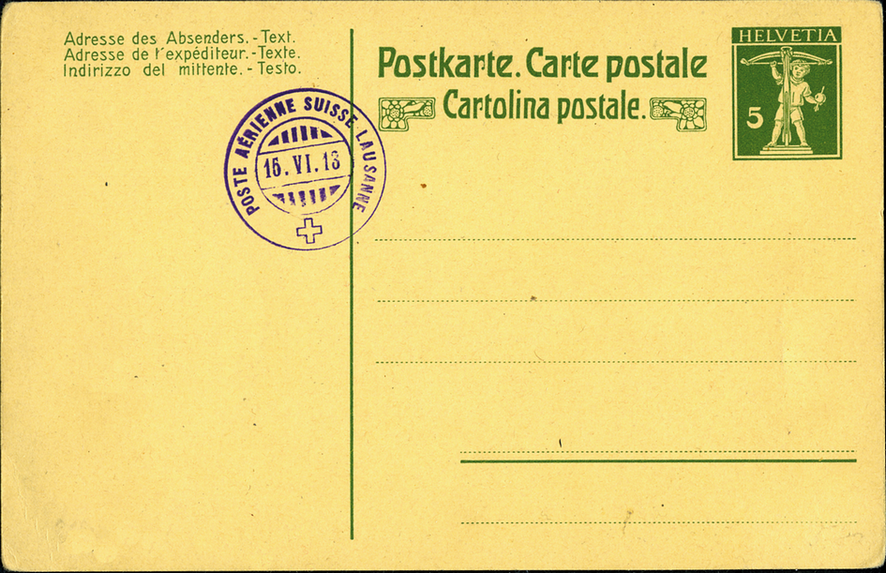 Adresse des Absenders. - Text.
Adresse de l'expéditeur. - Texte.
Indirizzo del mittente. - Testo.
Postkarte. Carte postale
Cartolina postale.
HELVETIA
5
POSTE AÉRIENNE SUISSE LAUSANNE
15. VI. 13